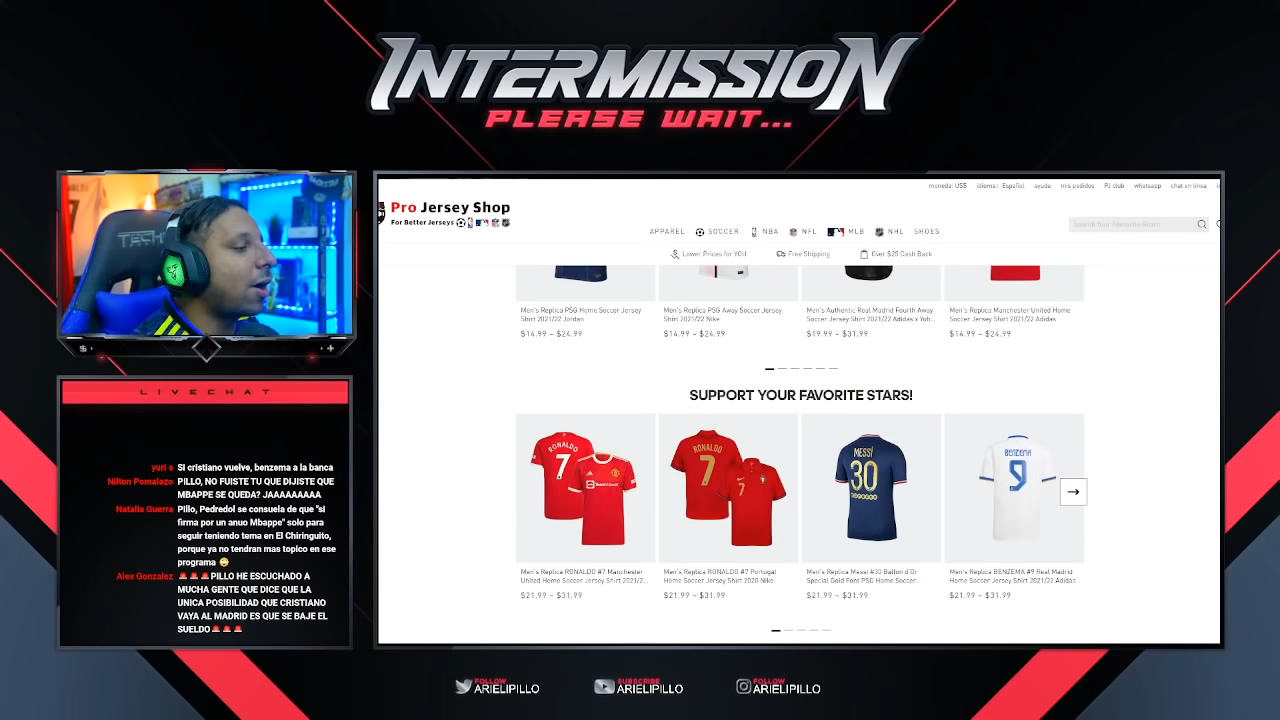 INTERMISSION
PLEASE WAIT...
TECH
LIVECHAT
yuri s Si cristiano vuelve, benzema a la banca
Nilton Pomalazo PILLO, NO FUISTE TU QUE DIJISTE QUE
MBAPPE SE QUEDA? JAAAAAAAAA
Natalia Guerra Pillo, Pedredol se consuela de que "si
firma por un anuo Mbappe" solo para
seguir teniendo tema en El Chiringuito,
porque ya no tendran mas topico en ese
programa
Alex Gonzalez PILLO HE ESCUCHADO A
MUCHA GENTE QUE DICE QUE LA
UNICA POSIBILIDAD QUE CRISTIANO
VAYA AL MADRID ES QUE SE BAJE EL
SUELDO
moneda: US$ idioma: Español ayuda mis pedidos PJ club whatsapp chat en línea
Pro Jersey Shop
For Better Jerseys
APPAREL SOCCER NBA NFL MLB NHL SHOES
Search Your Favorite Team
Lower Prices for YOU Free Shipping Over $25 Cash Back
Men's Replica PSG Home Soccer Jersey
Shirt 2021/22 Jordan
$14.99 ~ $24.99
Men's Replica PSG Away Soccer Jersey
Shirt 2021/22 Nike
$14.99 ~ $24.99
Men's Authentic Real Madrid Fourth Away
Soccer Jersey Shirt 2021/22 Adidas x Yoh...
$19.99 ~ $31.99
Men's Replica Manchester United Home
Soccer Jersey Shirt 2021/22 Adidas
$14.99 ~ $24.99
SUPPORT YOUR FAVORITE STARS!
RONALDO
7
RONALDO
7
7
MESSI
30
BENZEMA
9
Men's Replica RONALDO #7 Manchester
United Home Soccer Jersey Shirt 2021/2...
$21.99 ~ $31.99
Men's Replica RONALDO #7 Portugal
Home Soccer Jersey Shirt 2020 Nike
$21.99 ~ $31.99
Men's Replica Messi #30 Ballon d'Or
Special Gold Font PSG Home Soccer...
$21.99 ~ $31.99
Men's Replica BENZEMA #9 Real Madrid
Home Soccer Jersey Shirt 2021/22 Adidas
$21.99 ~ $31.99
FOLLOW
ARIELIPILLO
SUBSCRIBE
ARIELIPILLO
FOLLOW
ARIELIPILLO